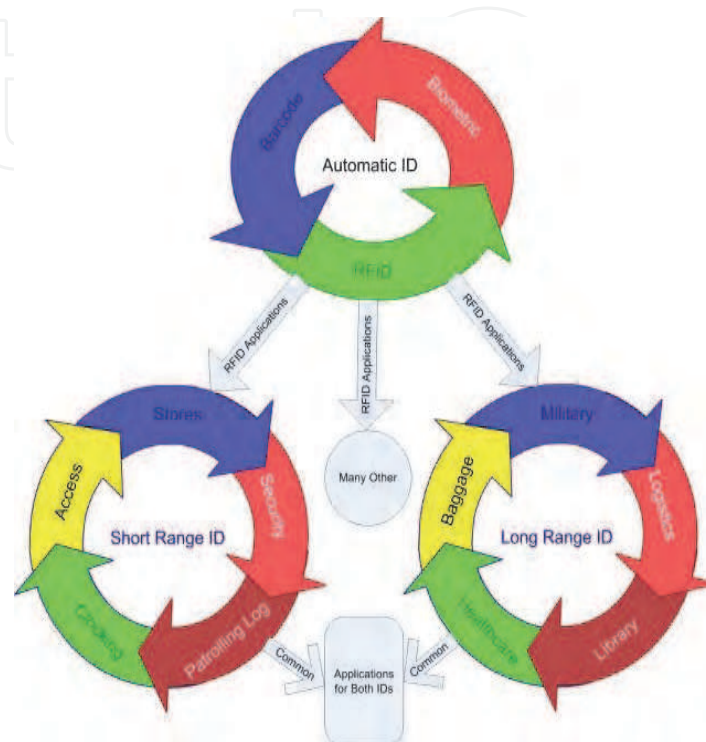 Barcode
Biometric
Automatic ID
RFID
RFID Applications
RFID Applications
RFID Applications
Stores
Security
Patrolling Log
Clocking
Access
Short Range ID
Many Other
Military
Logistics
Library
Healthcare
Baggage
Long Range ID
Common
Common
Applications
for Both IDs